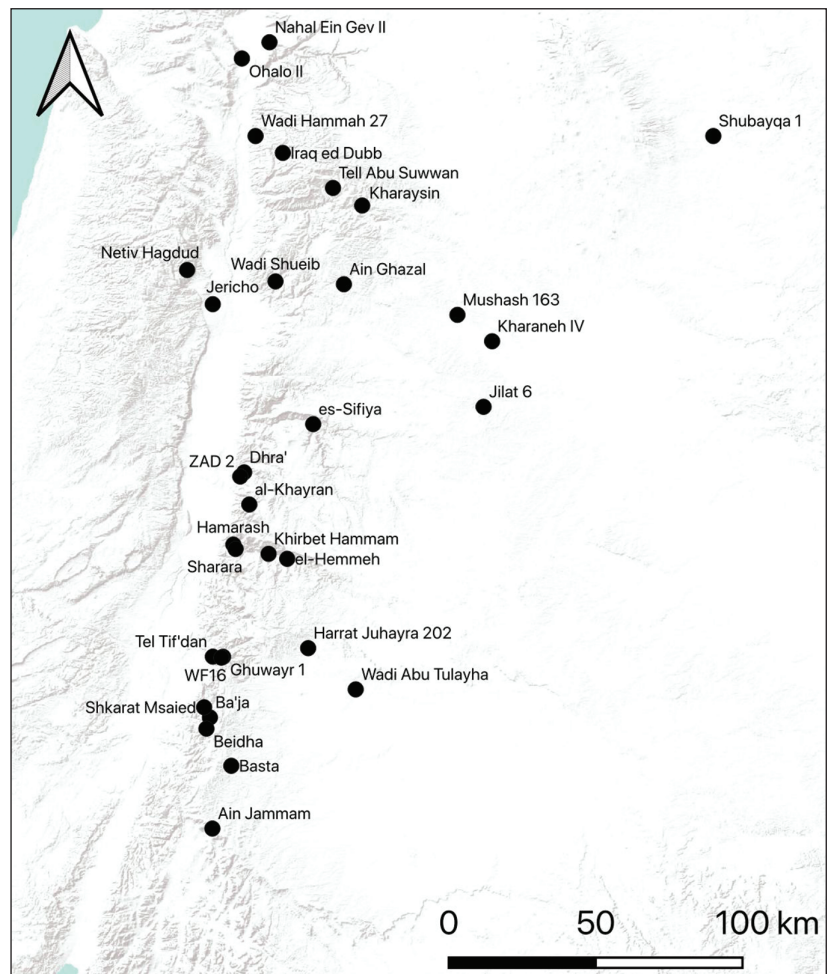 Nahal Ein Gev II
Ohalo II
Wadi Hammah 27
Shubayqa 1
Iraq ed Dubb
Tell Abu Suwwan
Kharaysin
Netiv Hagdud
Wadi Shueib
Ain Ghazal
Jericho
Mushash 163
Kharaneh IV
Jilat 6
es-Sifiya
ZAD 2
Dhra'
al-Khayran
Hamarash
Khirbet Hammam
el-Hemmeh
Sharara
Harrat Juhayra 202
Tel Tif'dan
WF16
Ghuwayr 1
Wadi Abu Tulayha
Shkarat Msaied
Ba'ja
Beidha
Basta
Ain Jammam
0 50 100 km